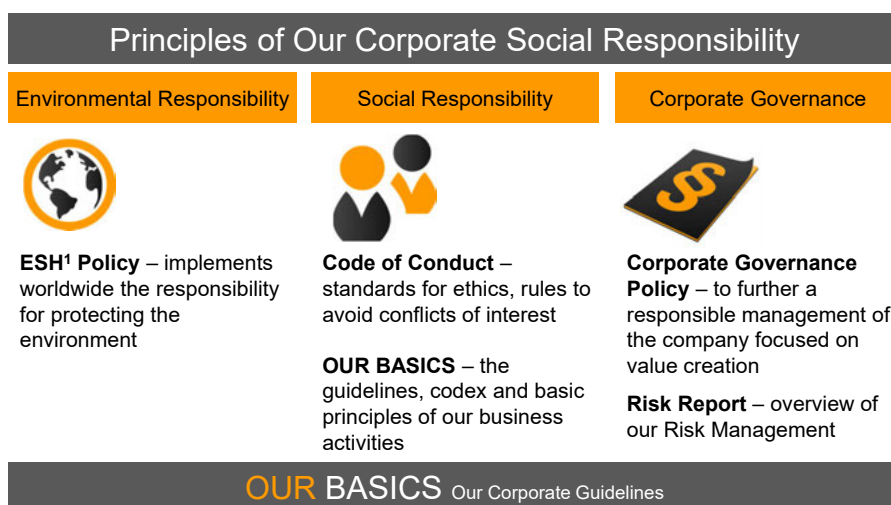 Principles of Our Corporate Social Responsibility
Environmental Responsibility
Social Responsibility
Corporate Governance
§
ESH¹ Policy – implements
worldwide the responsibility
for protecting the
environment
Code of Conduct –
standards for ethics, rules to
avoid conflicts of interest
OUR BASICS – the
guidelines, codex and basic
principles of our business
activities
Corporate Governance
Policy – to further a
responsible management of
the company focused on
value creation
Risk Report – overview of
our Risk Management
OUR BASICS Our Corporate Guidelines